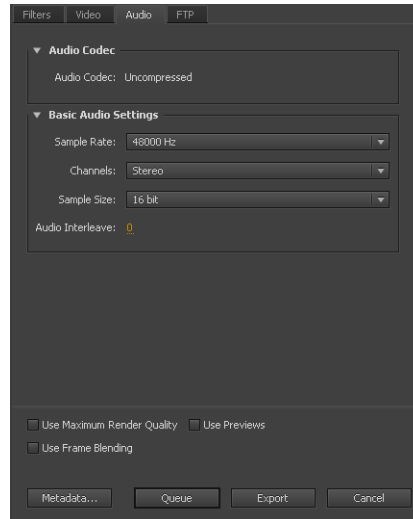 Filters Video Audio FTP
Audio Codec
Audio Codec: Uncompressed
Basic Audio Settings
Sample Rate: 48000 Hz
Channels: Stereo
Sample Size: 16 bit
Audio Interleave: 0
Use Maximum Render Quality Use Previews
Use Frame Blending
Metadata... Queue Export Cancel